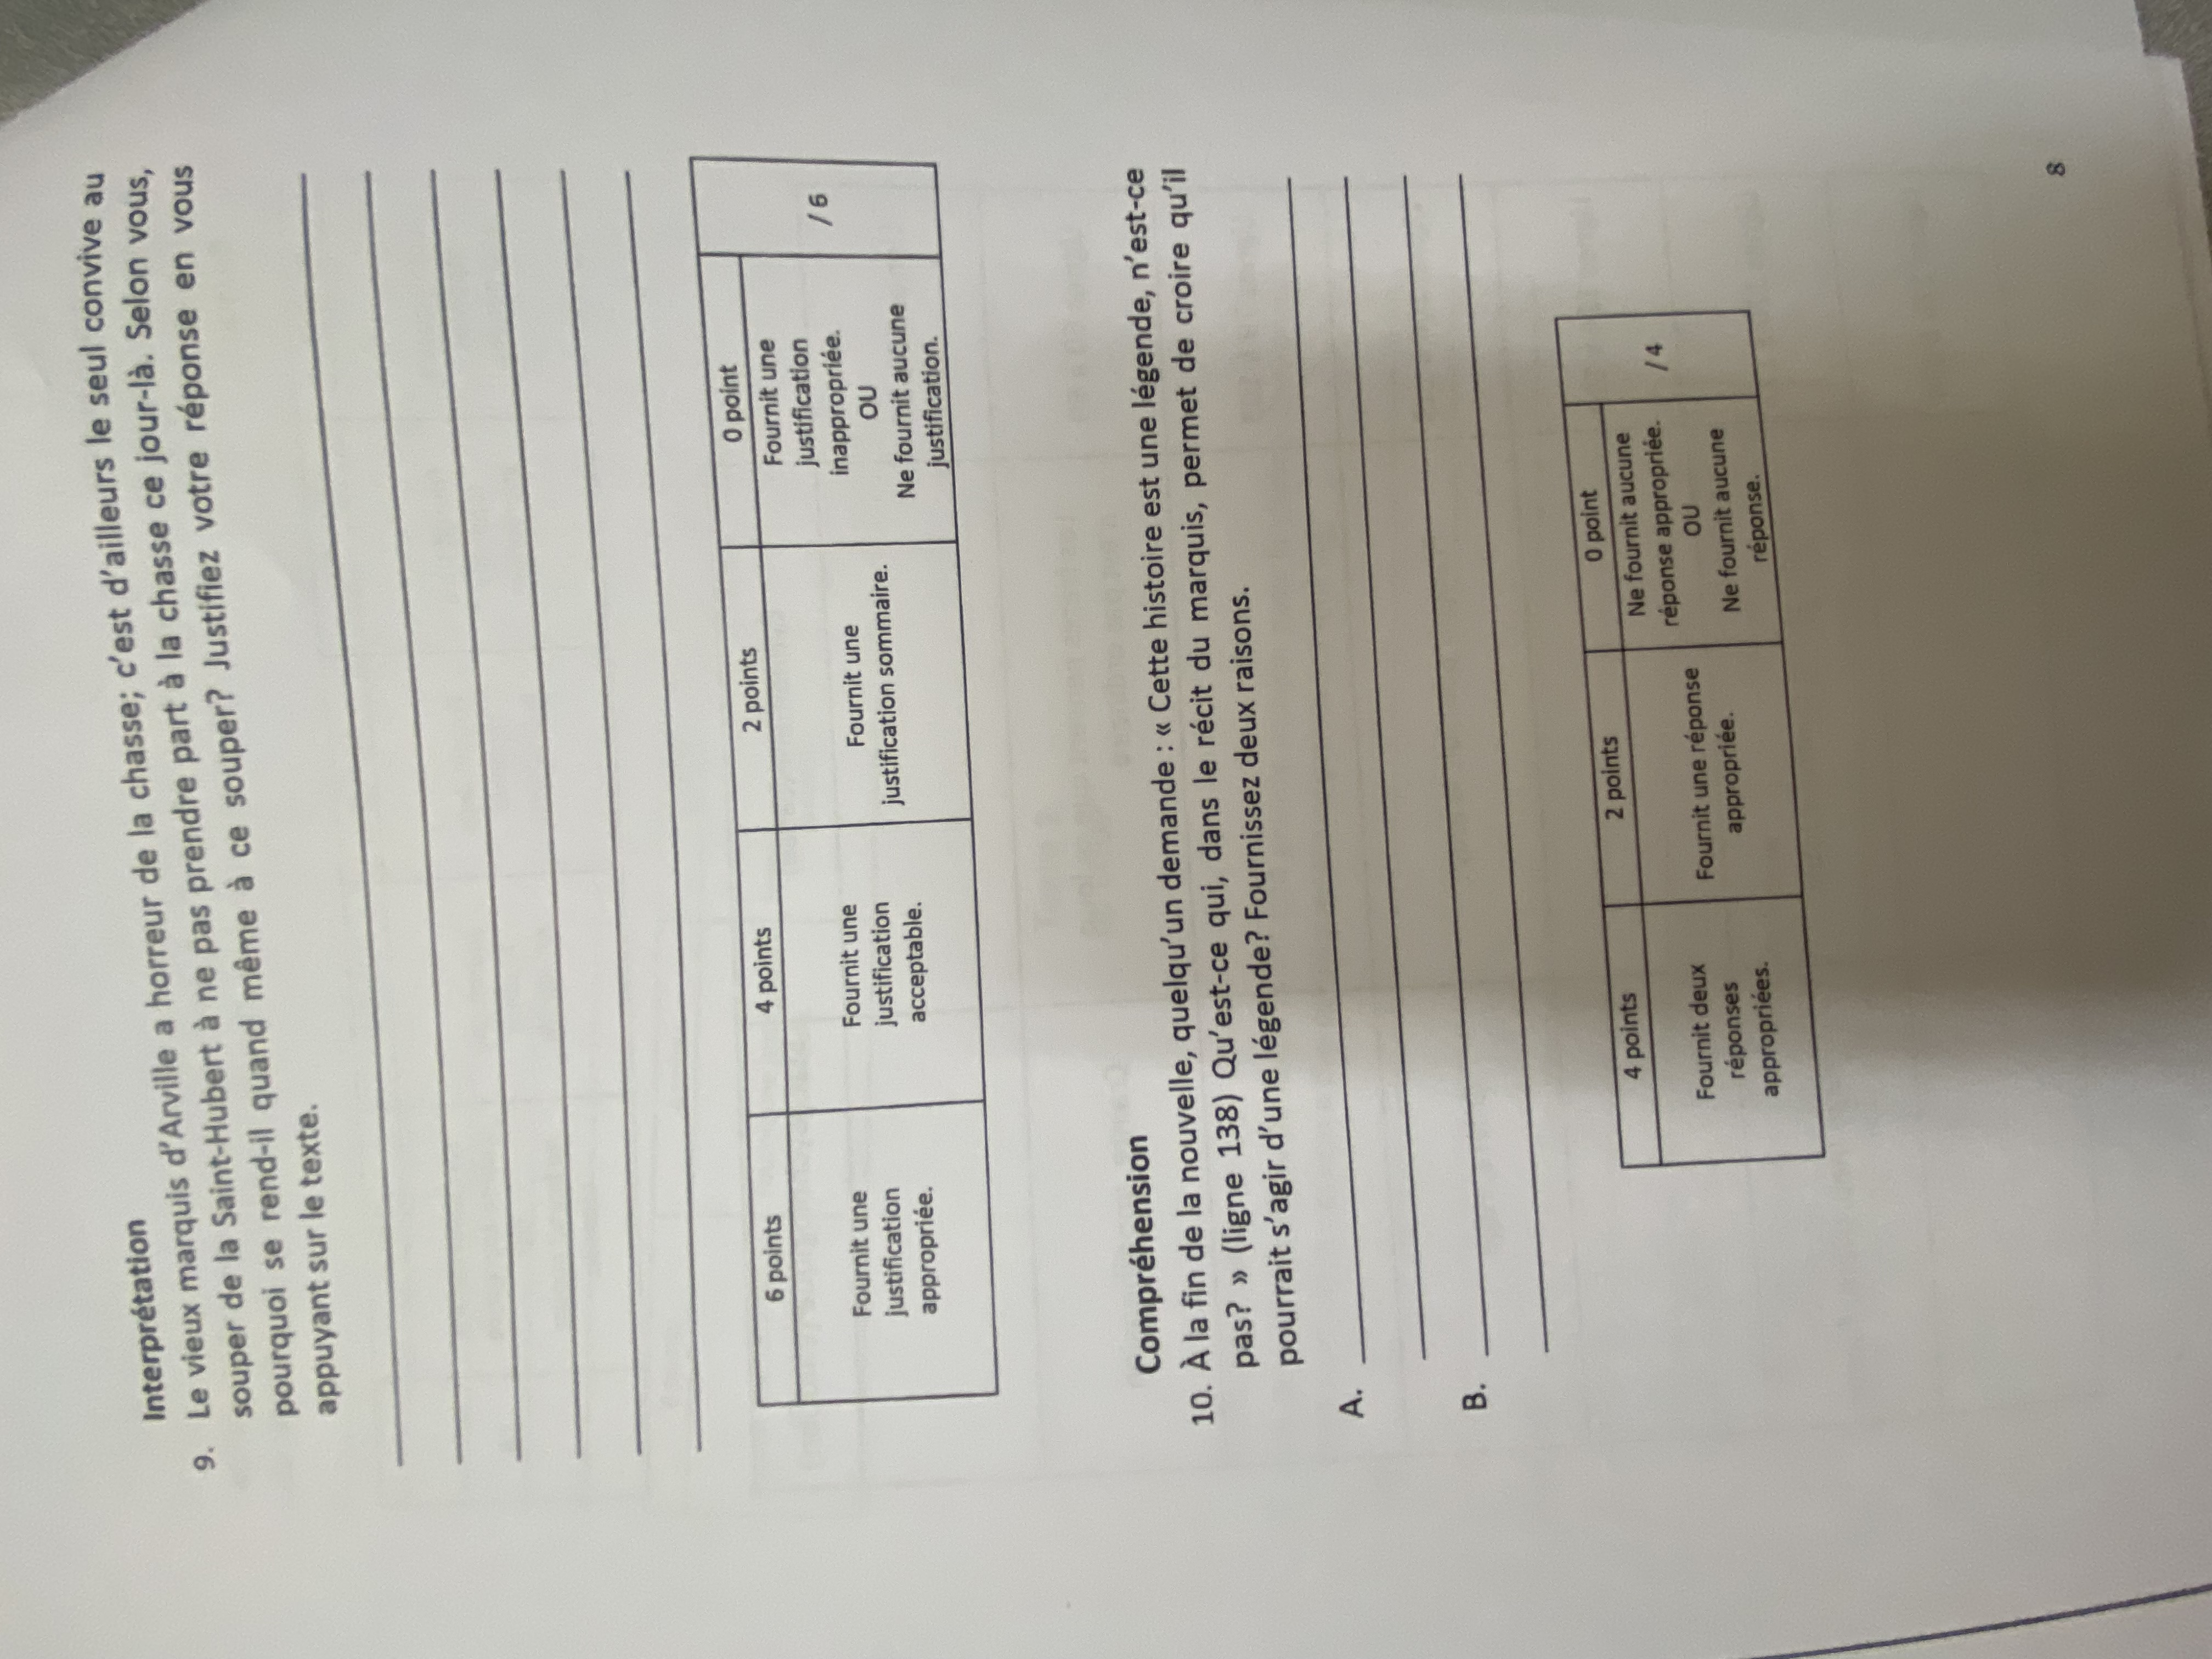 Interprétation
9. Le vieux marquis d'Arville a horreur de la chasse; c'est d'ailleurs le seul convive au
souper de la Saint-Hubert à ne pas prendre part à la chasse ce jour-là. Selon vous,
pourquoi se rend-il quand même à ce souper? Justifiez votre réponse en vous
appuyant sur le texte.
6 points
4 points
2 points
0 point
Fournit une
justification
appropriée.
Fournit une
justification
acceptable.
Fournit une
justification sommaire.
Fournit une
justification
inappropriée.
OU
Ne fournit aucune
justification.
/ 6
Compréhension
10. À la fin de la nouvelle, quelqu'un demande : « Cette histoire est une légende, n'est-ce
pas? » (ligne 138) Qu'est-ce qui, dans le récit du marquis, permet de croire qu'il
pourrait s'agir d'une légende? Fournissez deux raisons.
A.
B.
4 points
2 points
0 point
Fournit deux
réponses
appropriées.
Fournit une réponse
appropriée.
Ne fournit aucune
réponse appropriée.
OU
Ne fournit aucune
réponse.
/ 4
8